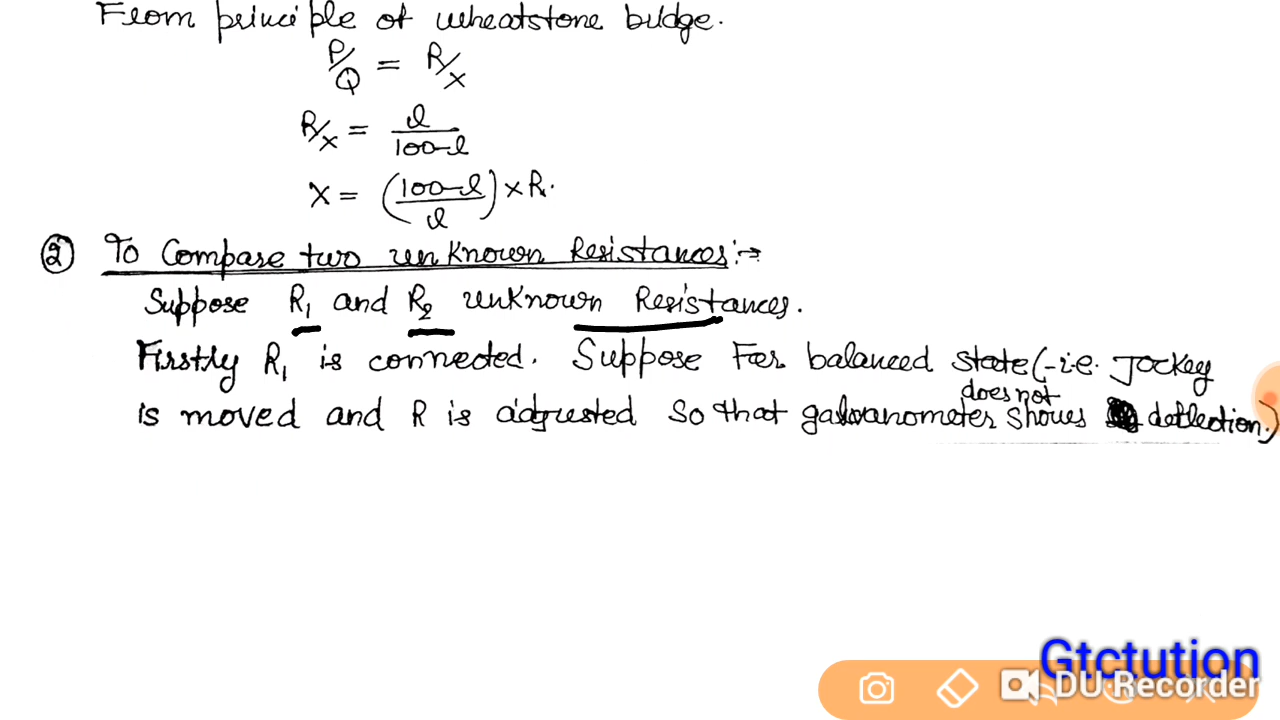 From principle of wheatstone bridge.
P/Q = R/X
R/X = l/100-l
X = (100-l/l) × R.
② To Compare two unknown Resistances:→
Suppose R₁ and R₂ unknown Resistances.
Firstly R₁ is connected. Suppose For balanced state (-i.e. Jockey
does not
is moved and R is adjusted so that galvanometer shows deflection.)
Gtctution
DU Recorder